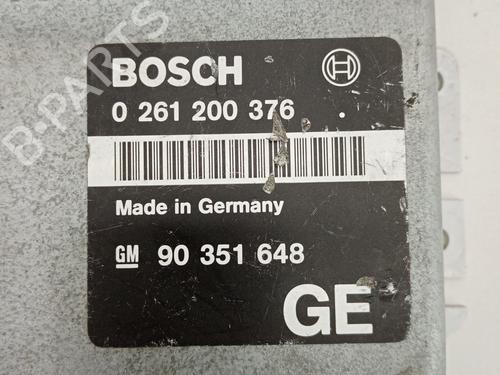 BOSCH
0 261 200 376 .
Made in Germany
GM 90 351 648
GE
B-PARTS